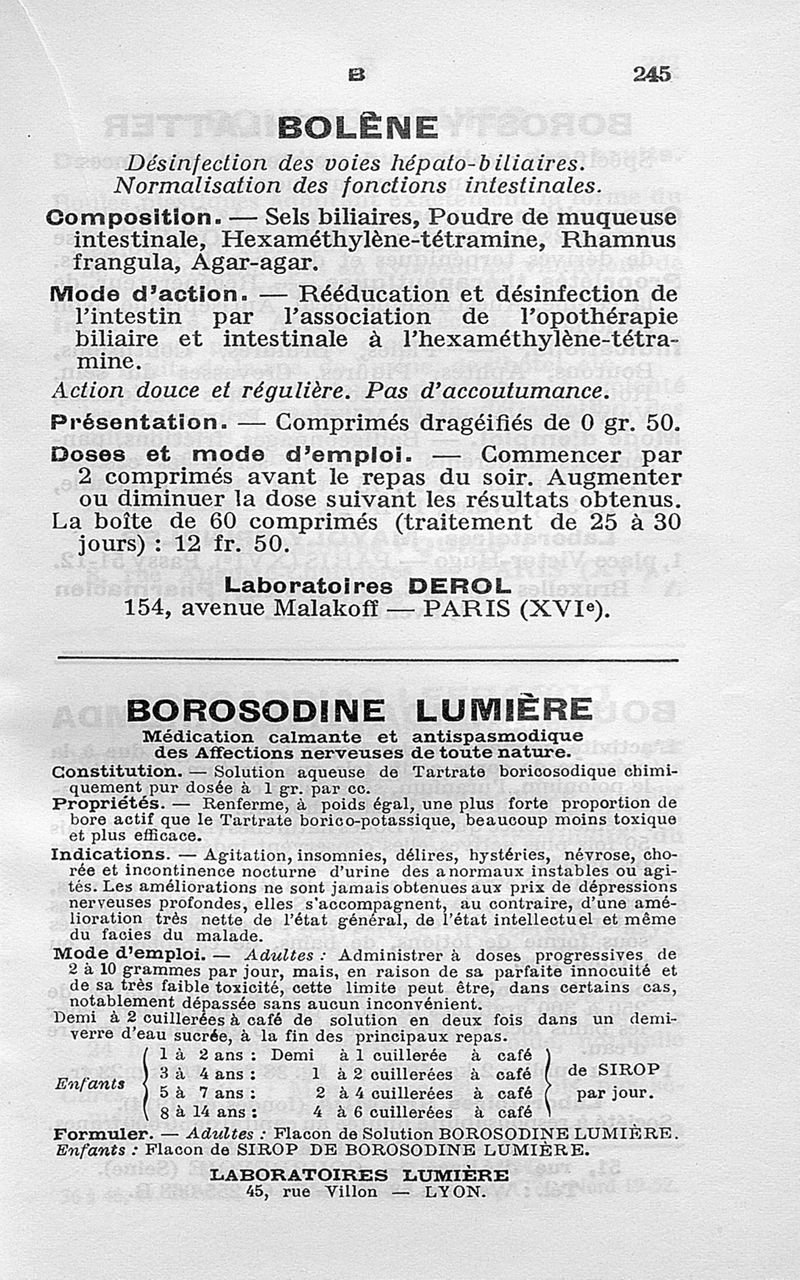 B 245
BOLÈNE
Désinfection des voies hépato-biliaires.
Normalisation des fonctions intestinales.
Composition. — Sels biliaires, Poudre de muqueuse
intestinale, Hexaméthylène-tétramine, Rhamnus
frangula, Agar-agar.
Mode d'action. — Rééducation et désinfection de
l'intestin par l'association de l'opothérapie
biliaire et intestinale à l'hexaméthylène-tétra-
mine.
Action douce et régulière. Pas d'accoutumance.
Présentation. — Comprimés dragéifiés de 0 gr. 50.
Doses et mode d'emploi. — Commencer par
2 comprimés avant le repas du soir. Augmenter
ou diminuer la dose suivant les résultats obtenus.
La boîte de 60 comprimés (traitement de 25 à 30
jours) : 12 fr. 50.
Laboratoires DEROL
154, avenue Malakoff — PARIS (XVIe).
BOROSODINE LUMIÈRE
Médication calmante et antispasmodique
des Affections nerveuses de toute nature.
Constitution. — Solution aqueuse de Tartrate boricosodique chimi-
quement pur dosée à 1 gr. par cc.
Propriétés. — Renferme, à poids égal, une plus forte proportion de
bore actif que le Tartrate borico-potassique, beaucoup moins toxique
et plus efficace.
Indications. — Agitation, insomnies, délires, hystéries, névrose, cho-
rée et incontinence nocturne d'urine des anormaux instables ou agi-
tés. Les améliorations ne sont jamais obtenues aux prix de dépressions
nerveuses profondes, elles s'accompagnent, au contraire, d'une amé-
lioration très nette de l'état général, de l'état intellectuel et même
du facies du malade.
Mode d'emploi. — Adultes : Administrer à doses progressives de
2 à 10 grammes par jour, mais, en raison de sa parfaite innocuité et
de sa très faible toxicité, cette limite peut être, dans certains cas,
notablement dépassée sans aucun inconvénient.
Demi à 2 cuillerées à café de solution en deux fois dans un demi-
verre d'eau sucrée, à la fin des principaux repas.
Enfants
1 à 2 ans : Demi à 1 cuillerée à café
3 à 4 ans : 1 à 2 cuillerées à café
5 à 7 ans : 2 à 4 cuillerées à café
8 à 14 ans : 4 à 6 cuillerées à café
de SIROP
par jour.
Formuler. — Adultes : Flacon de Solution BOROSODINE LUMIÈRE.
Enfants : Flacon de SIROP DE BOROSODINE LUMIÈRE.
LABORATOIRES LUMIÈRE
45, rue Villon — LYON.